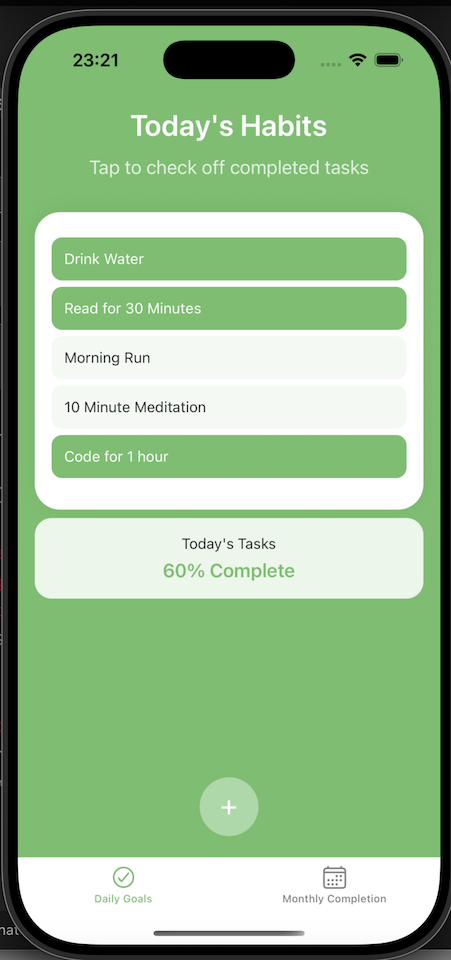 23:21
Today's Habits
Tap to check off completed tasks
Drink Water
Read for 30 Minutes
Morning Run
10 Minute Meditation
Code for 1 hour
Today's Tasks
60% Complete
+
Daily Goals
Monthly Completion
hat